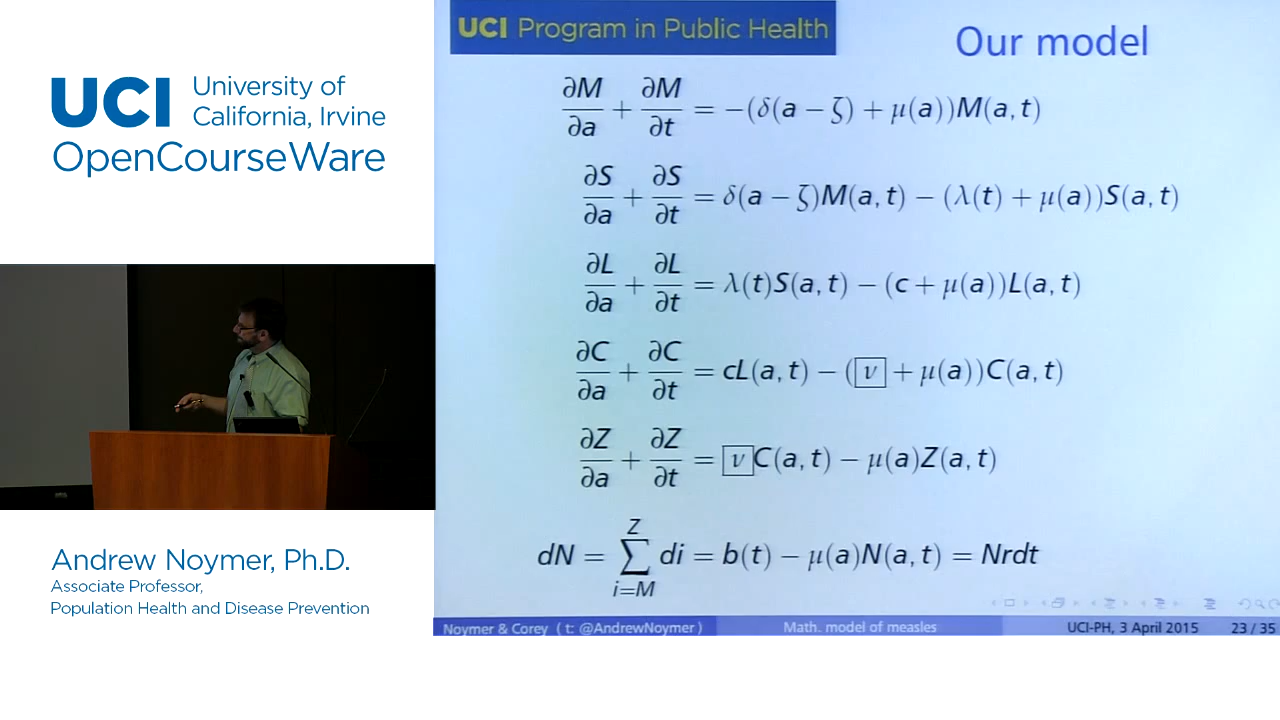 UCI University of California, Irvine
OpenCourseWare
UCI Program in Public Health
Our model
∂M/∂a + ∂M/∂t = −(δ(a − ζ) + μ(a))M(a, t)
∂S/∂a + ∂S/∂t = δ(a − ζ)M(a, t) − (λ(t) + μ(a))S(a, t)
∂L/∂a + ∂L/∂t = λ(t)S(a, t) − (c + μ(a))L(a, t)
∂C/∂a + ∂C/∂t = cL(a, t) − (ν + μ(a))C(a, t)
∂Z/∂a + ∂Z/∂t = νC(a, t) − μ(a)Z(a, t)
dN = ∑_{i=M}^{Z} di = b(t) − μ(a)N(a, t) = Nrdt
Noymer & Corey ( t: @AndrewNoymer ) Math. model of measles UCI-PH, 3 April 2015 23 / 35
Andrew Noymer, Ph.D.
Associate Professor,
Population Health and Disease Prevention